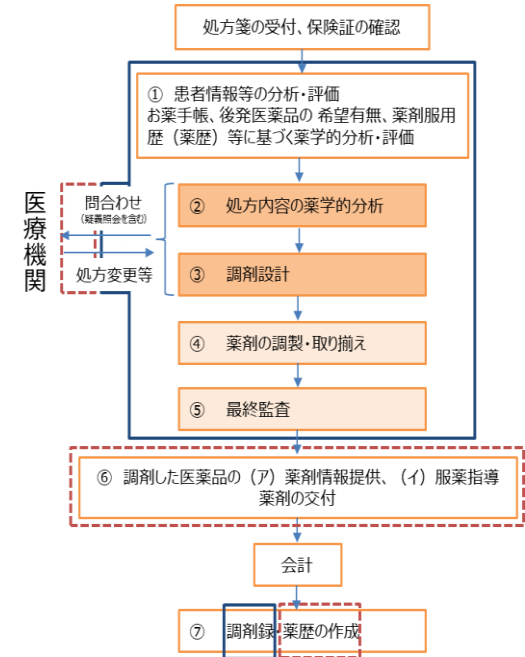 処方箋の受付、保険証の確認
① 患者情報等の分析・評価
お薬手帳、後発医薬品の 希望有無、薬剤服用
歴（薬歴）等に基づく薬学的分析・評価
医療機関
問合わせ
（疑義照会を含む）
処方変更等
② 処方内容の薬学的分析
③ 調剤設計
④ 薬剤の調製・取り揃え
⑤ 最終監査
⑥ 調剤した医薬品の（ア）薬剤情報提供、（イ）服薬指導
薬剤の交付
会計
⑦ 調剤録・薬歴の作成